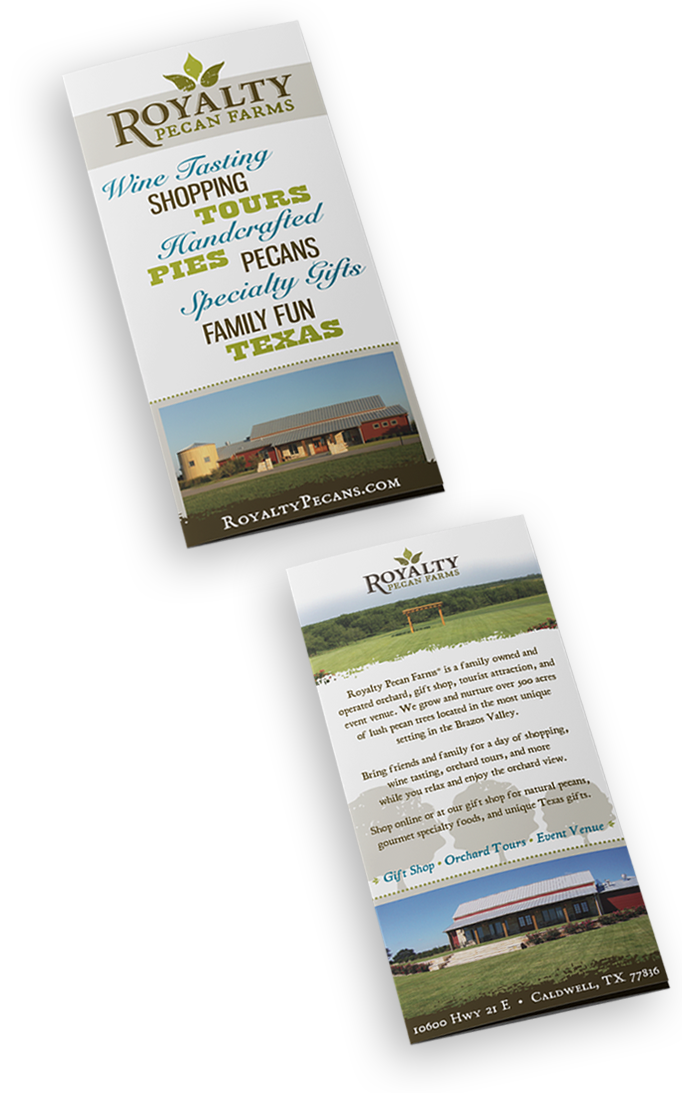 ROYALTY
PECAN FARMS
Wine Tasting
SHOPPING
TOURS
Handcrafted
PIES PECANS
Specialty Gifts
FAMILY FUN
TEXAS
ROYALTYPECANS.COM
ROYALTY
PECAN FARMS
Royalty Pecan Farms® is a family owned and
operated orchard, gift shop, tourist attraction, and
event venue. We grow and nurture over 500 acres
of lush pecan trees located in the most unique
setting in the Brazos Valley.
Bring friends and family for a day of shopping,
wine tasting, orchard tours, and more
while you relax and enjoy the orchard view.
Shop online or at our gift shop for natural pecans,
gourmet specialty foods, and unique Texas gifts.
Gift Shop • Orchard Tours • Event Venue
10600 HWY 21 E • CALDWELL, TX 77836